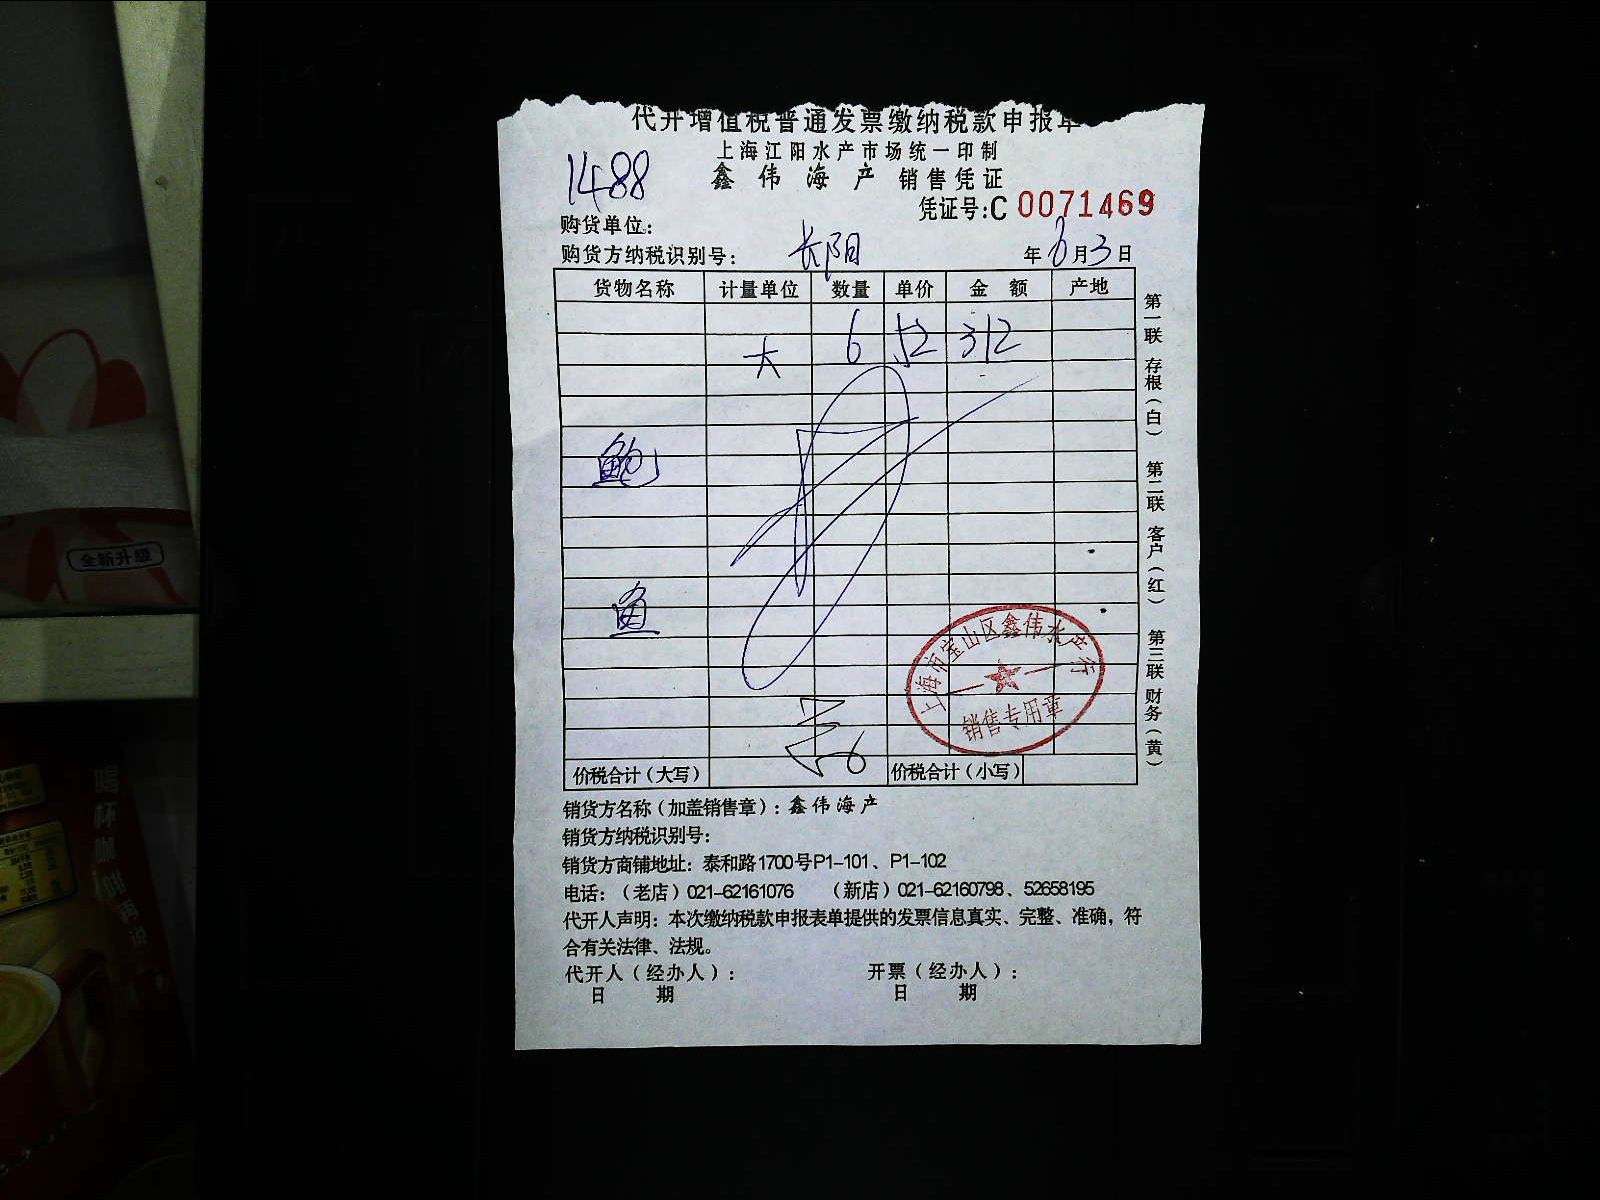 代开增值税普通发票缴纳税款申报单
上海江阳水产市场统一印制
1488
鑫伟海产 销售凭证
凭证号:C 0071469
购货单位:
购货方纳税识别号: 长阳 年6月3日
货物名称 计量单位 数量 单价 金额 产地
大 6 52 312
鲍
鱼
价税合计(大写) 价税合计(小写)
上海市宝山区鑫伟水产行
销售专用章
第一联 存根(白) 第二联 客户(红) 第三联 财务(黄)
销货方名称(加盖销售章): 鑫伟海产
销货方纳税识别号:
销货方商铺地址: 泰和路1700号P1-101、P1-102
电话:(老店)021-62161076 (新店)021-62160798、52658195
代开人声明: 本次缴纳税款申报表单提供的发票信息真实、完整、准确,符
合有关法律、法规。
代开人(经办人): 开票(经办人):
日 期 日 期
全新升级
喝杯咖
再说